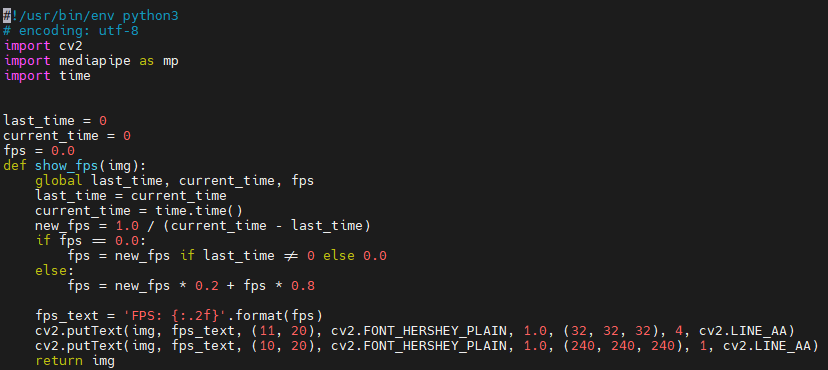 #!/usr/bin/env python3
# encoding: utf-8
import cv2
import mediapipe as mp
import time
last_time = 0
current_time = 0
fps = 0.0
def show_fps(img):
    global last_time, current_time, fps
    last_time = current_time
    current_time = time.time()
    new_fps = 1.0 / (current_time - last_time)
    if fps == 0.0:
        fps = new_fps if last_time != 0 else 0.0
    else:
        fps = new_fps * 0.2 + fps * 0.8
    fps_text = 'FPS: {:.2f}'.format(fps)
    cv2.putText(img, fps_text, (11, 20), cv2.FONT_HERSHEY_PLAIN, 1.0, (32, 32, 32), 4, cv2.LINE_AA)
    cv2.putText(img, fps_text, (10, 20), cv2.FONT_HERSHEY_PLAIN, 1.0, (240, 240, 240), 1, cv2.LINE_AA)
    return img